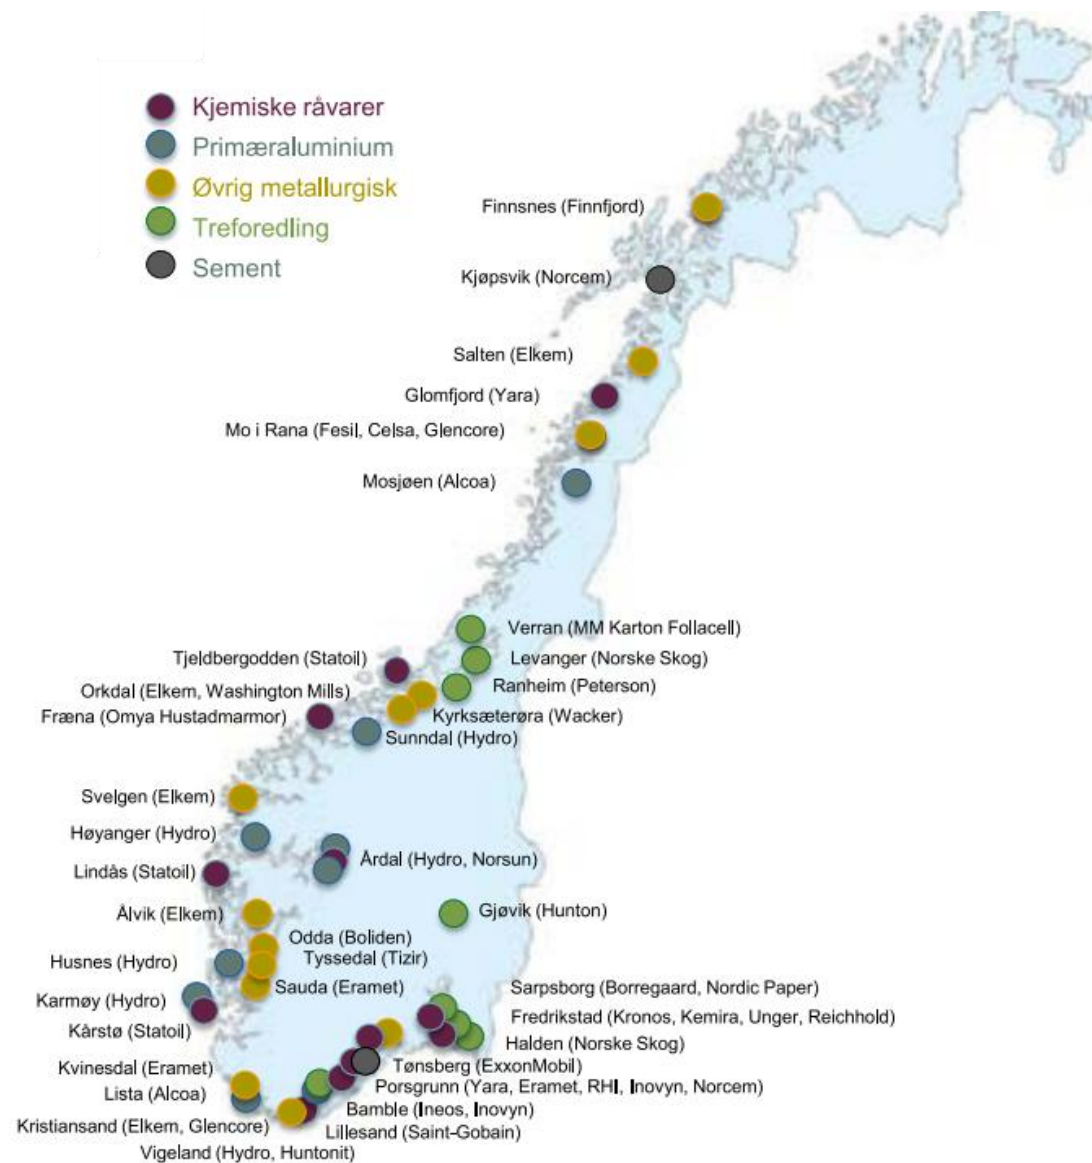 Kjemiske råvarer
Primæraluminium
Øvrig metallurgisk
Treforedling
Sement
Finnsnes (Finnfjord)
Kjøpsvik (Norcem)
Salten (Elkem)
Glomfjord (Yara)
Mo i Rana (Fesil, Celsa, Glencore)
Mosjøen (Alcoa)
Verran (MM Karton Follacell)
Tjeldbergodden (Statoil)
Levanger (Norske Skog)
Ranheim (Peterson)
Orkdal (Elkem, Washington Mills)
Fræna (Omya Hustadmarmor)
Kyrksæterøra (Wacker)
Sunndal (Hydro)
Svelgen (Elkem)
Høyanger (Hydro)
Årdal (Hydro, Norsun)
Lindås (Statoil)
Ålvik (Elkem)
Gjøvik (Hunton)
Odda (Boliden)
Tyssedal (Tizir)
Husnes (Hydro)
Sauda (Eramet)
Sarpsborg (Borregaard, Nordic Paper)
Karmøy (Hydro)
Fredrikstad (Kronos, Kemira, Unger, Reichhold)
Kårstø (Statoil)
Halden (Norske Skog)
Tønsberg (ExxonMobil)
Kvinesdal (Eramet)
Porsgrunn (Yara, Eramet, RHI, Inovyn, Norcem)
Lista (Alcoa)
Bamble (Ineos, Inovyn)
Kristiansand (Elkem, Glencore)
Lillesand (Saint-Gobain)
Vigeland (Hydro, Huntonit)